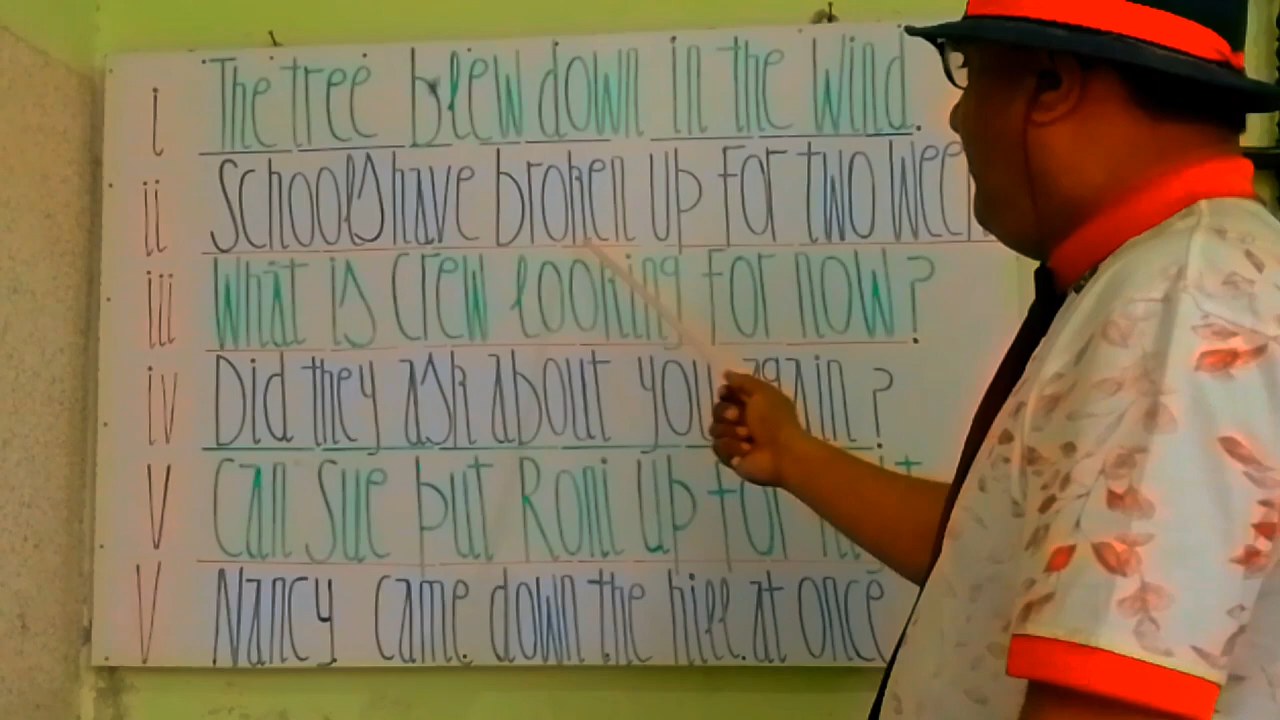 i The tree blew down in the wind.
ii Schools have broken up for two
iii What is Crew looking for now?
iv Did they ask about you again?
V Can Sue put Roni up for
V Nancy came down the hill at once